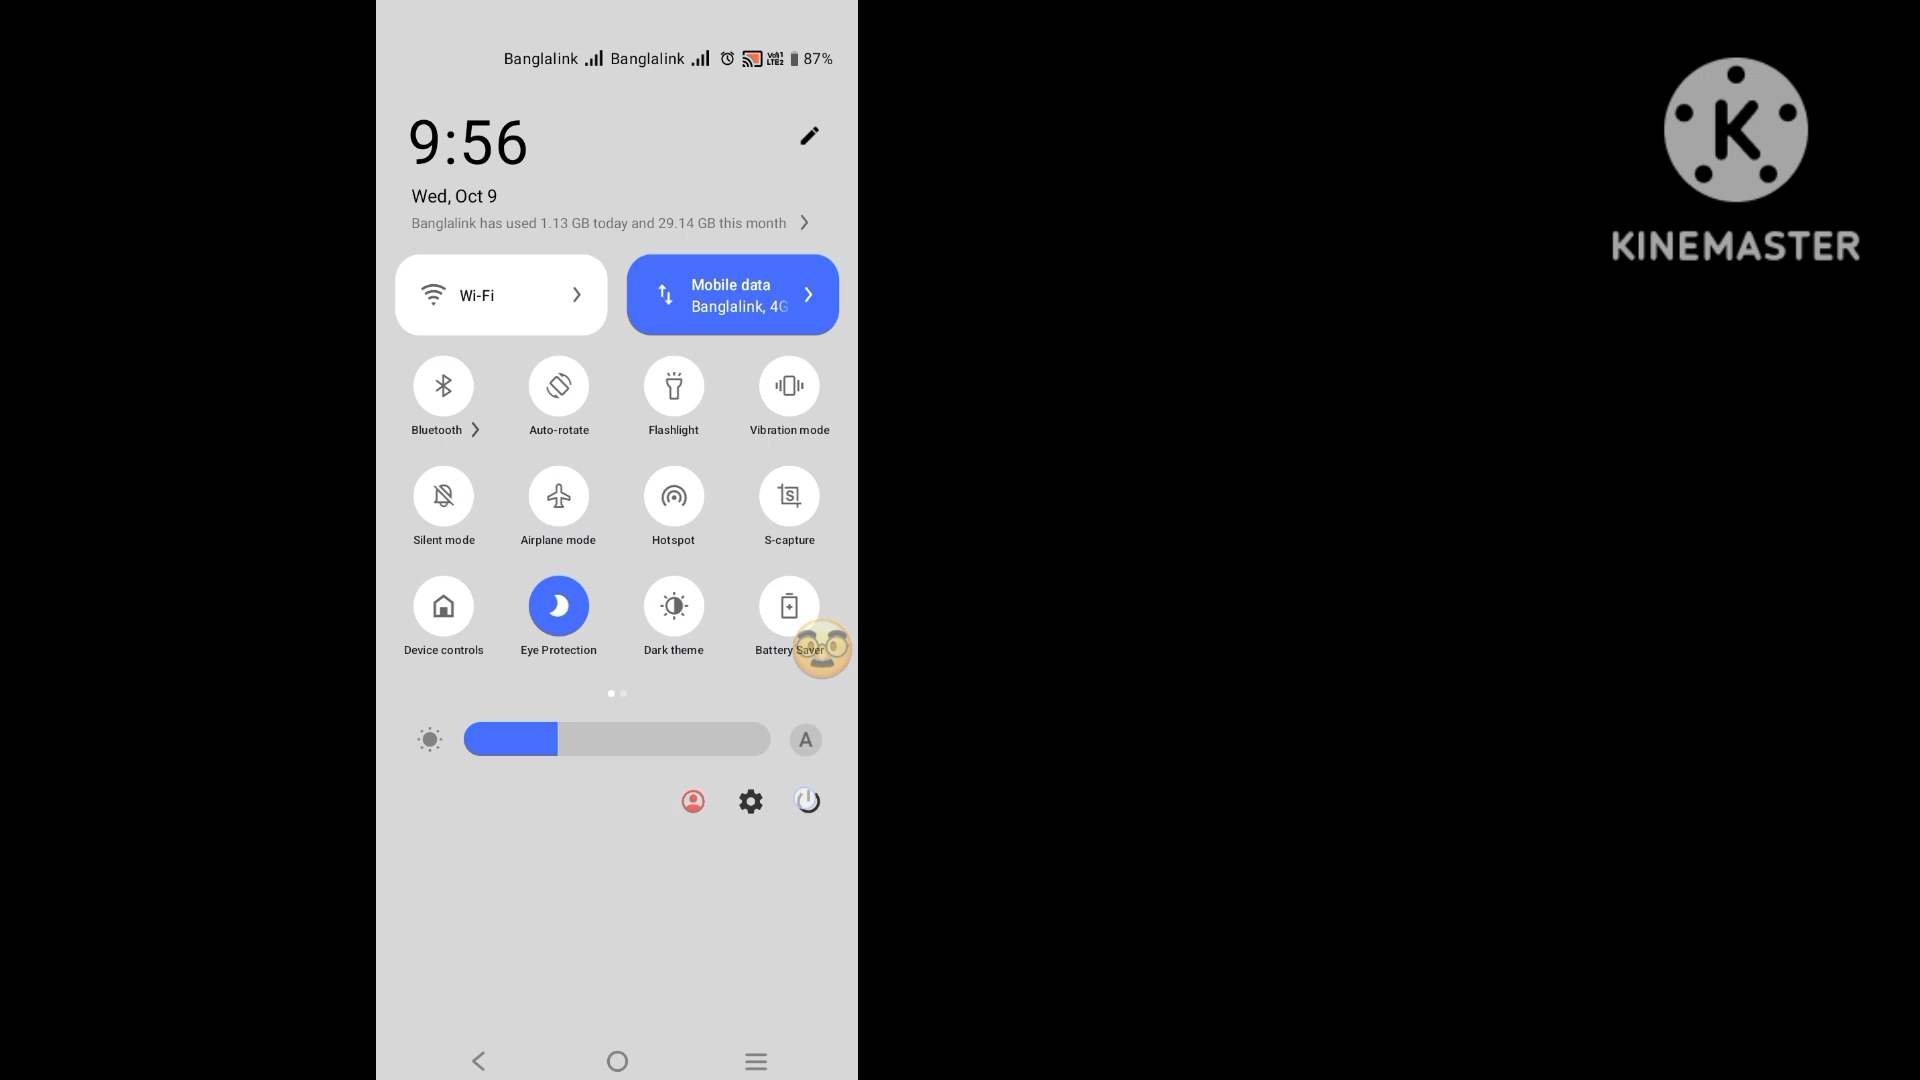 Banglalink Banglalink Vo1 LTE2 87%
9:56
Wed, Oct 9
Banglalink has used 1.13 GB today and 29.14 GB this month
Wi-Fi
Mobile data
Banglalink, 4G
Bluetooth Auto-rotate Flashlight Vibration mode
S
Silent mode Airplane mode Hotspot S-capture
Device controls Eye Protection Dark theme Battery Saver
A
K
KINEMASTER